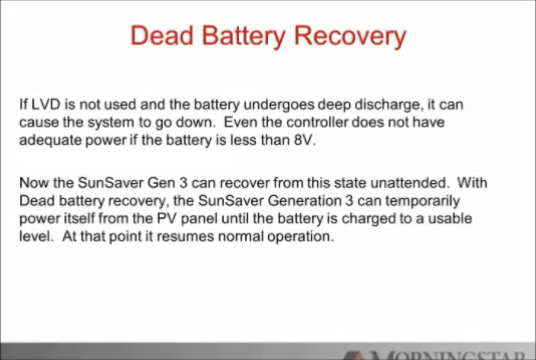 Dead Battery Recovery
If LVD is not used and the battery undergoes deep discharge, it can
cause the system to go down. Even the controller does not have
adequate power if the battery is less than 8V.
Now the SunSaver Gen 3 can recover from this state unattended. With
Dead battery recovery, the SunSaver Generation 3 can temporarily
power itself from the PV panel until the battery is charged to a usable
level. At that point it resumes normal operation.
MORNINGSTAR